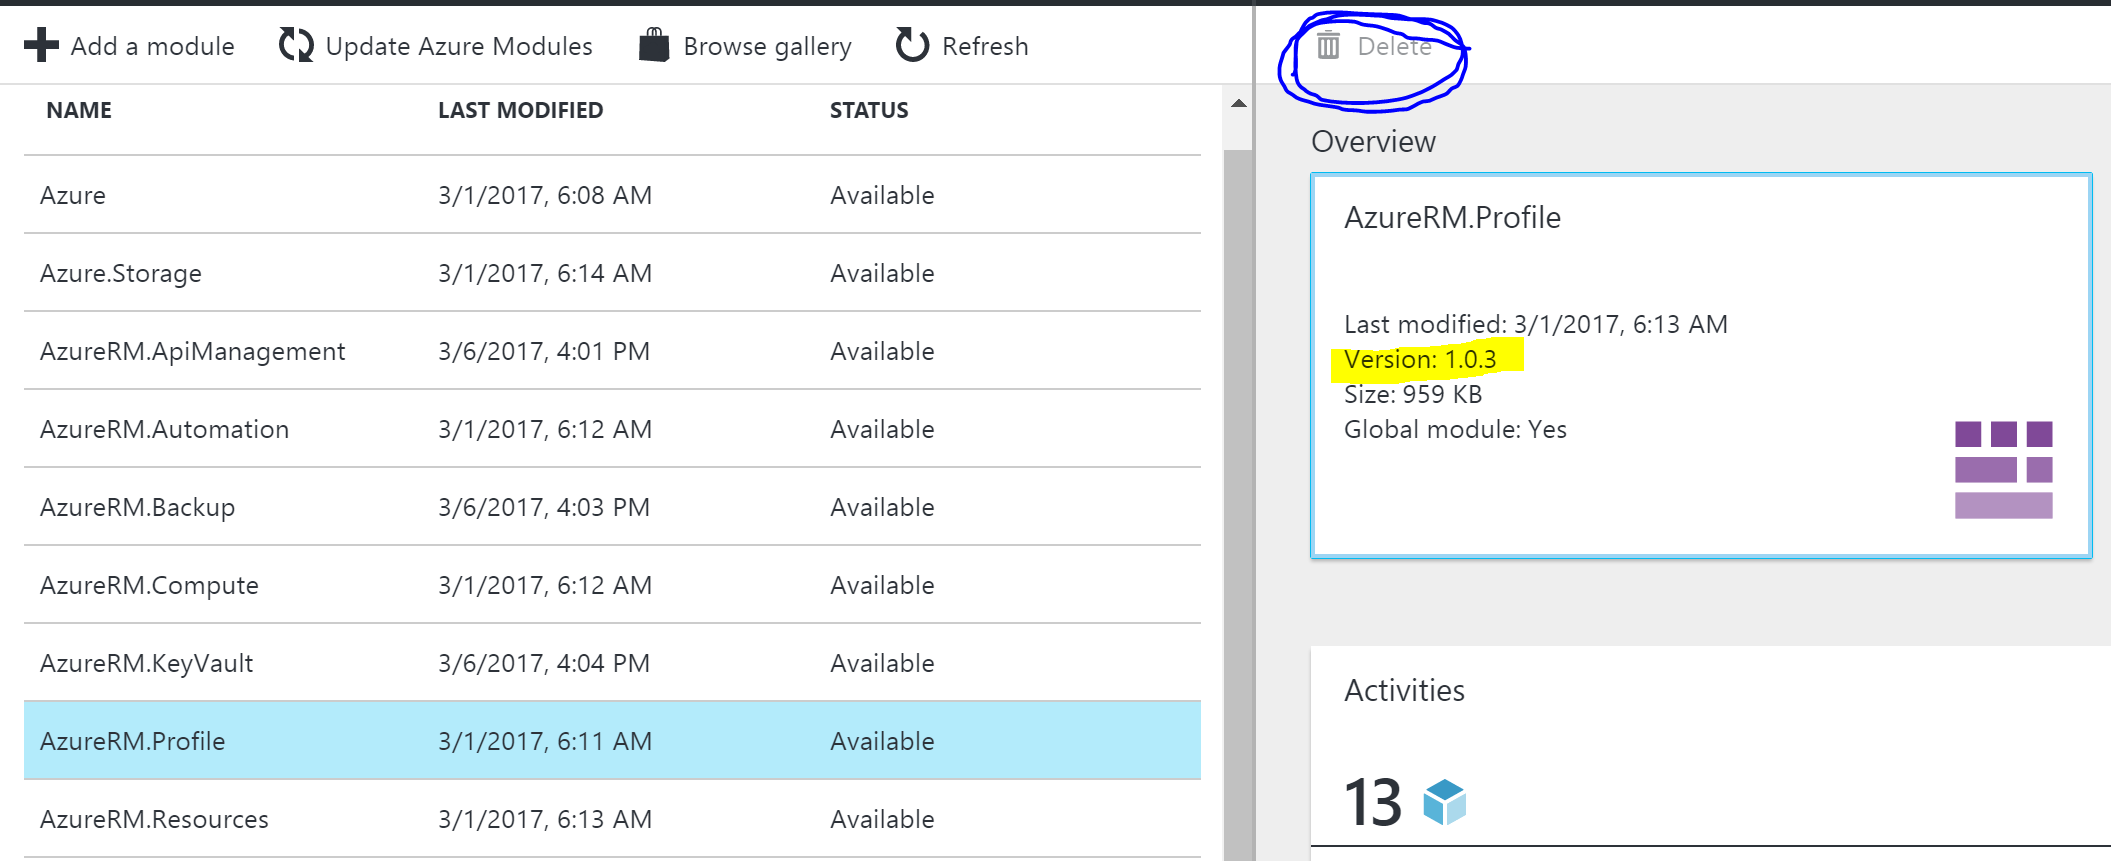 Add a module Update Azure Modules Browse gallery Refresh
NAME LAST MODIFIED STATUS
Azure 3/1/2017, 6:08 AM Available
Azure.Storage 3/1/2017, 6:14 AM Available
AzureRM.ApiManagement 3/6/2017, 4:01 PM Available
AzureRM.Automation 3/1/2017, 6:12 AM Available
AzureRM.Backup 3/6/2017, 4:03 PM Available
AzureRM.Compute 3/1/2017, 6:12 AM Available
AzureRM.KeyVault 3/6/2017, 4:04 PM Available
AzureRM.Profile 3/1/2017, 6:11 AM Available
AzureRM.Resources 3/1/2017, 6:13 AM Available
Delete
Overview
AzureRM.Profile
Last modified: 3/1/2017, 6:13 AM
Version: 1.0.3
Size: 959 KB
Global module: Yes
Activities
13